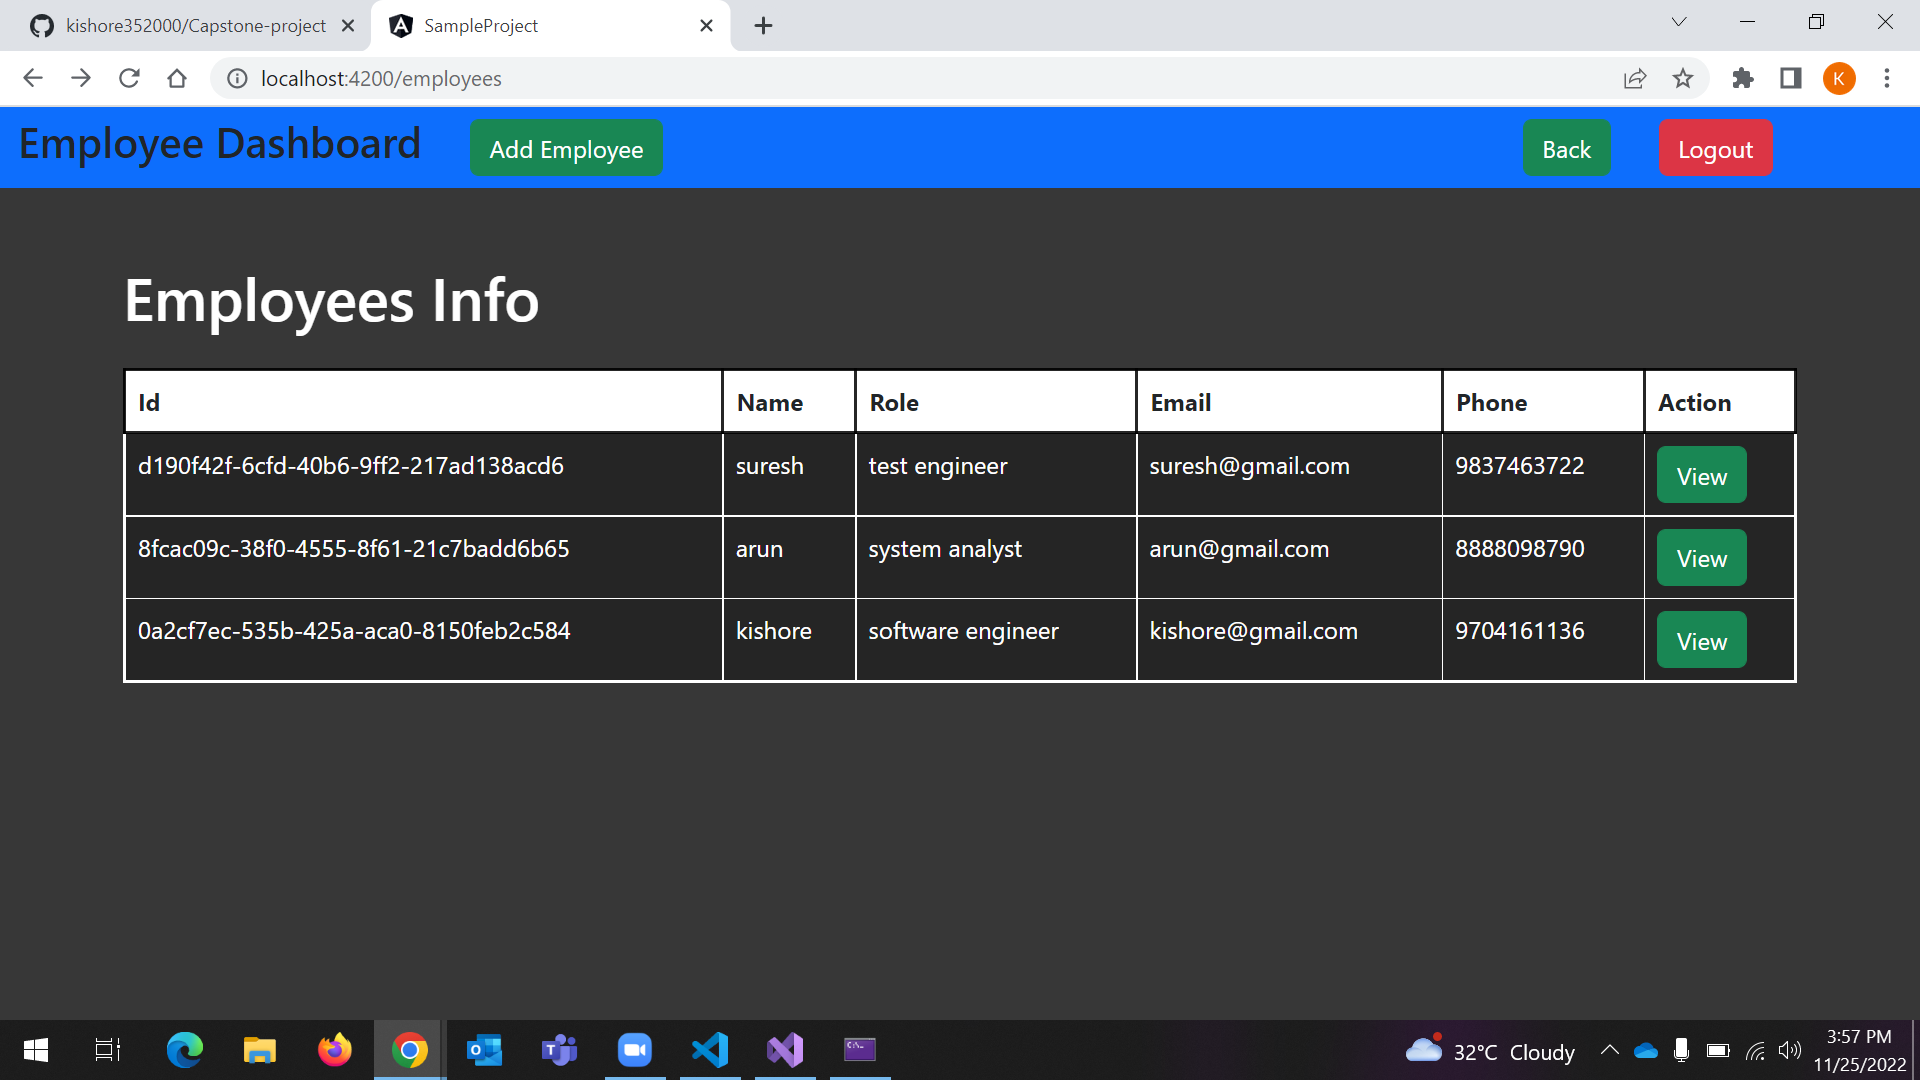 kishore352000/Capstone-project
SampleProject
localhost:4200/employees
K
Employee Dashboard Add Employee Back Logout
Employees Info
Id Name Role Email Phone Action
d190f42f-6cfd-40b6-9ff2-217ad138acd6 suresh test engineer suresh@gmail.com 9837463722 View
8fcac09c-38f0-4555-8f61-21c7badd6b65 arun system analyst arun@gmail.com 8888098790 View
0a2cf7ec-535b-425a-aca0-8150feb2c584 kishore software engineer kishore@gmail.com 9704161136 View
32°C Cloudy
3:57 PM
11/25/2022